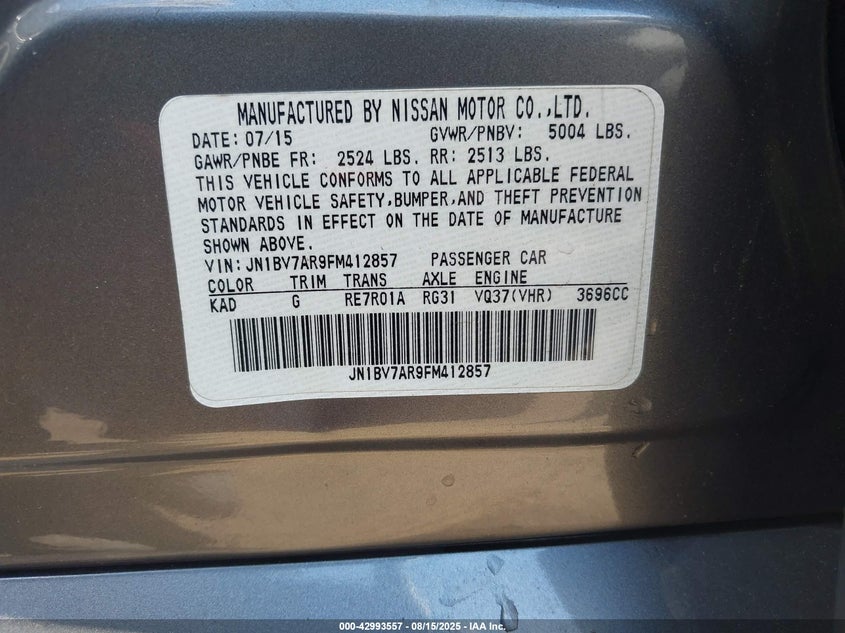 MANUFACTURED BY NISSAN MOTOR CO.,LTD.
DATE: 07/15 GVWR/PNBV: 5004 LBS.
GAWR/PNBE FR: 2524 LBS. RR: 2513 LBS.
THIS VEHICLE CONFORMS TO ALL APPLICABLE FEDERAL
MOTOR VEHICLE SAFETY,BUMPER,AND THEFT PREVENTION
STANDARDS IN EFFECT ON THE DATE OF MANUFACTURE
SHOWN ABOVE.
VIN:JN1BV7AR9FM412857 PASSENGER CAR
COLOR TRIM TRANS AXLE ENGINE
KAD G RE7R01A RG31 VQ37(VHR) 3696CC
JN1BV7AR9FM412857
000-42993557 - 08/15/2025 - IAA Inc.